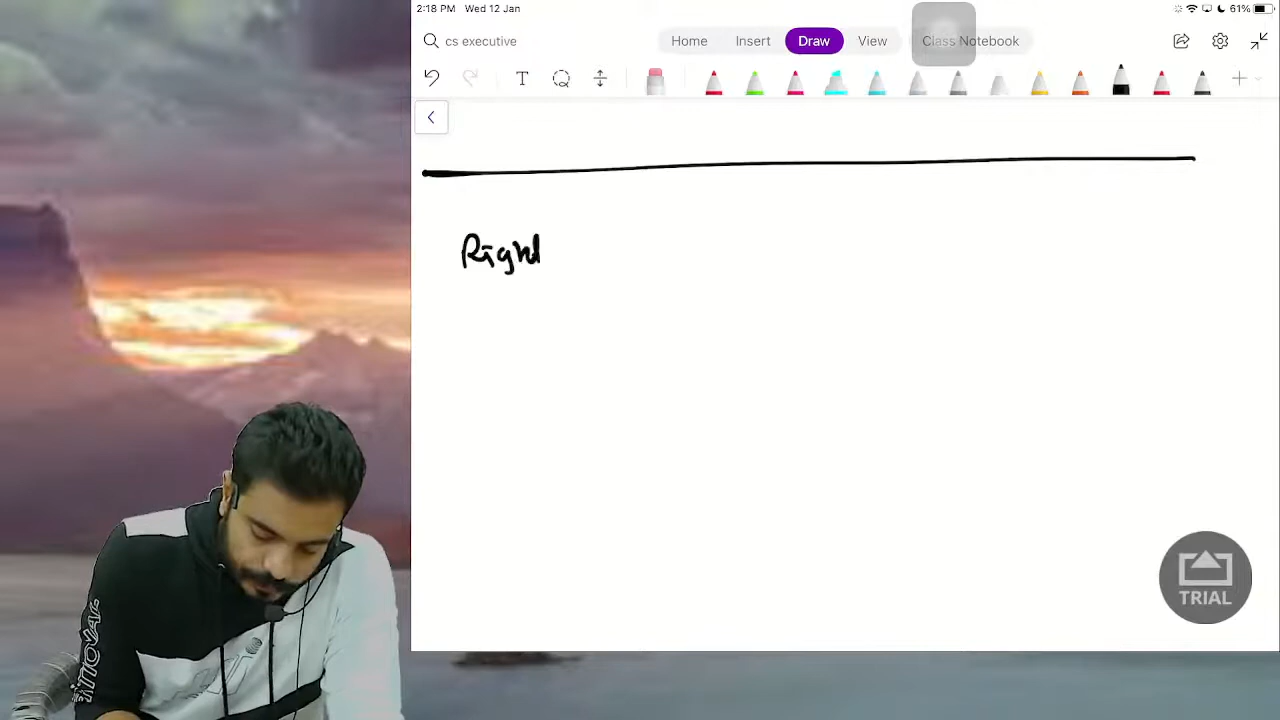 2:18 PM Wed 12 Jan
61%
cs executive
Home Insert Draw View Class Notebook
T
Right
TRIAL